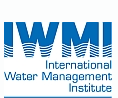 IWMI
International
Water Management
Institute